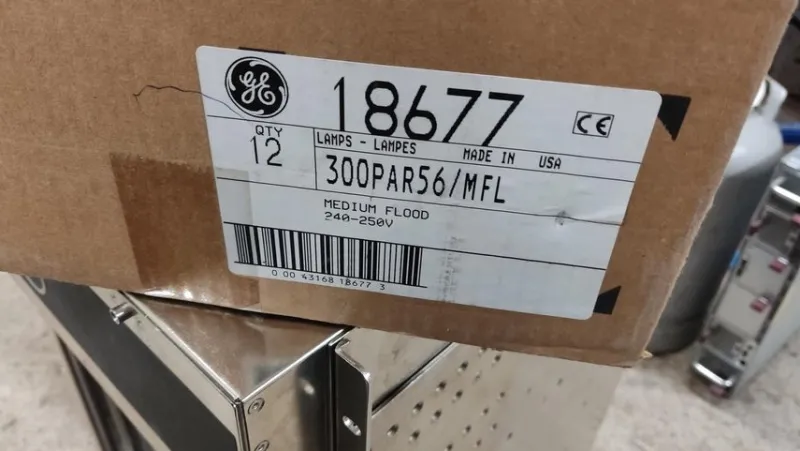 GE
18677
CE
QTY
12
LAMPS - LAMPES MADE IN USA
300PAR56/MFL
MEDIUM FLOOD
240-250V
0 00 43168 18677 3